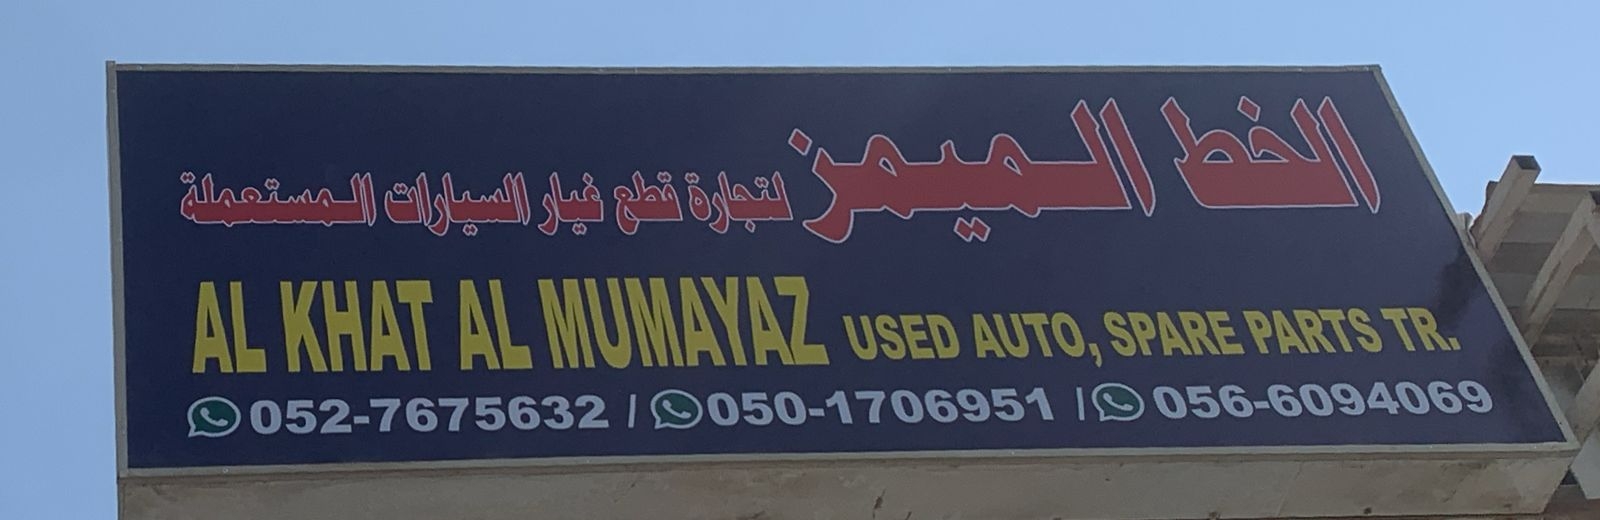 الخط الميمز لتجارة قطع غيار السيارات المستعملة
AL KHAT AL MUMAYAZ USED AUTO, SPARE PARTS TR.
052-7675632 / 050-1706951 / 056-6094069